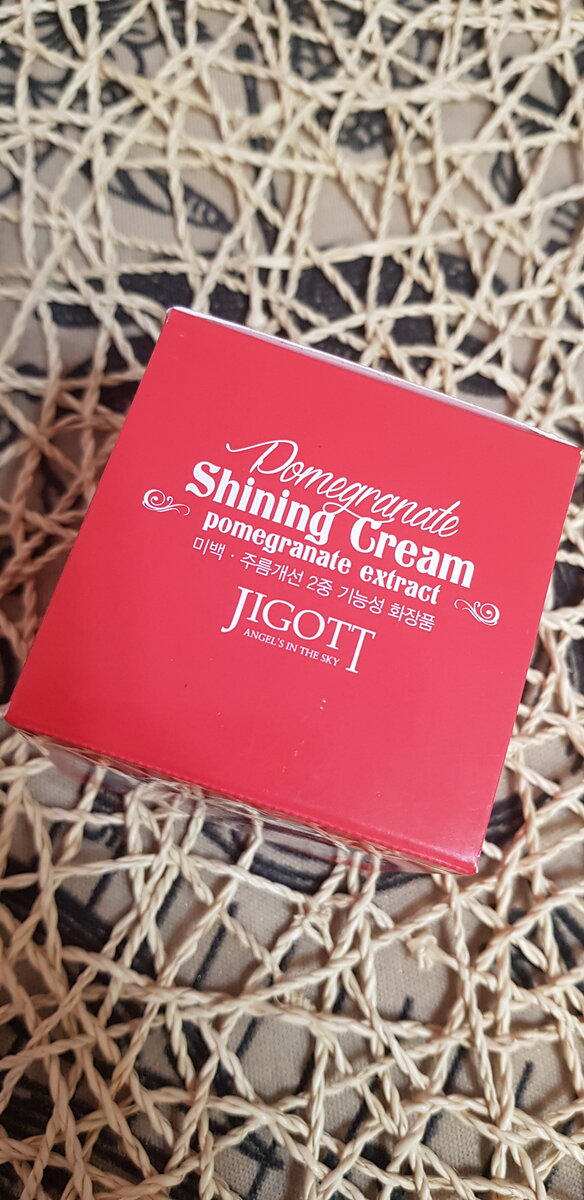 Pomegranate
Shining Cream
pomegranate extract
미백 · 주름개선 2중 기능성 화장품
JIGOTT
ANGEL'S IN THE SKY